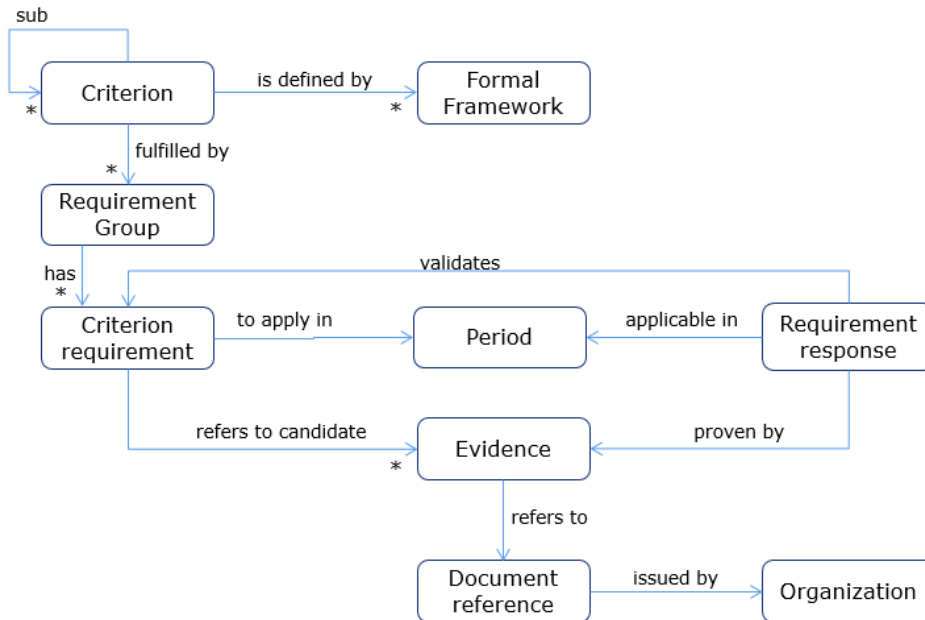 sub
Criterion
is defined by
Formal
Framework
*
*
fulfilled by
*
Requirement
Group
has
*
validates
Criterion
requirement
to apply in
Period
applicable in
Requirement
response
refers to candidate
*
Evidence
proven by
refers to
Document
reference
issued by
Organization